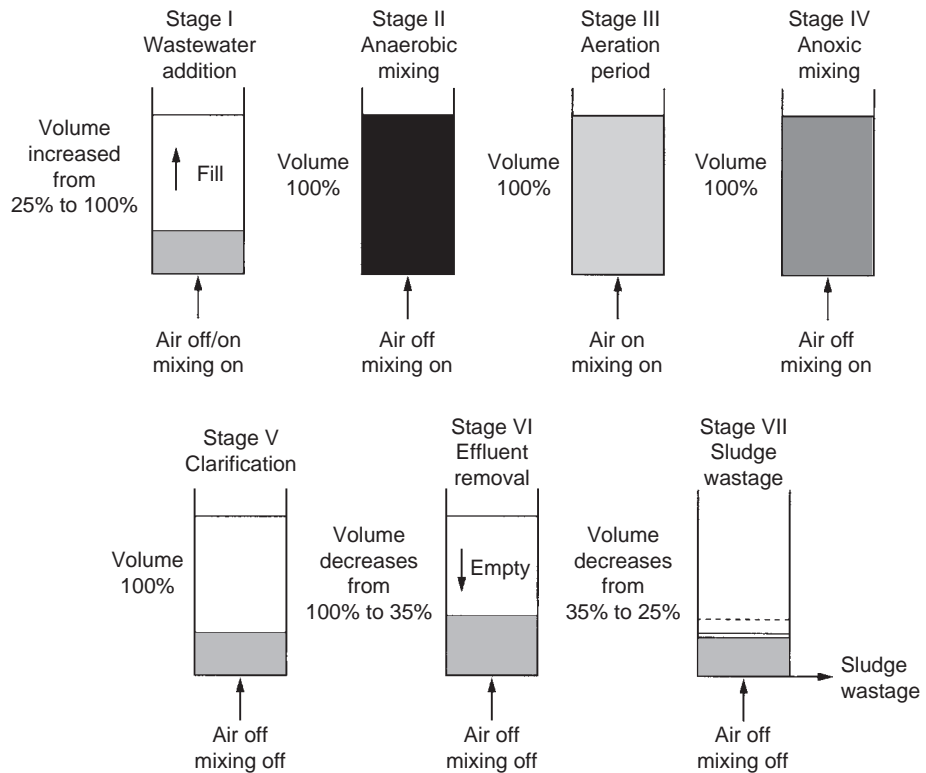 Stage I
Wastewater
addition
Volume
increased
from
25% to 100%
Fill
Air off/on
mixing on
Stage II
Anaerobic
mixing
Volume
100%
Air off
mixing on
Stage III
Aeration
period
Volume
100%
Air on
mixing on
Stage IV
Anoxic
mixing
Volume
100%
Air off
mixing on
Stage V
Clarification
Volume
100%
Air off
mixing off
Stage VI
Effluent
removal
Volume
decreases
from
100% to 35%
Empty
Air off
mixing off
Stage VII
Sludge
wastage
Volume
decreases
from
35% to 25%
Sludge
wastage
Air off
mixing off